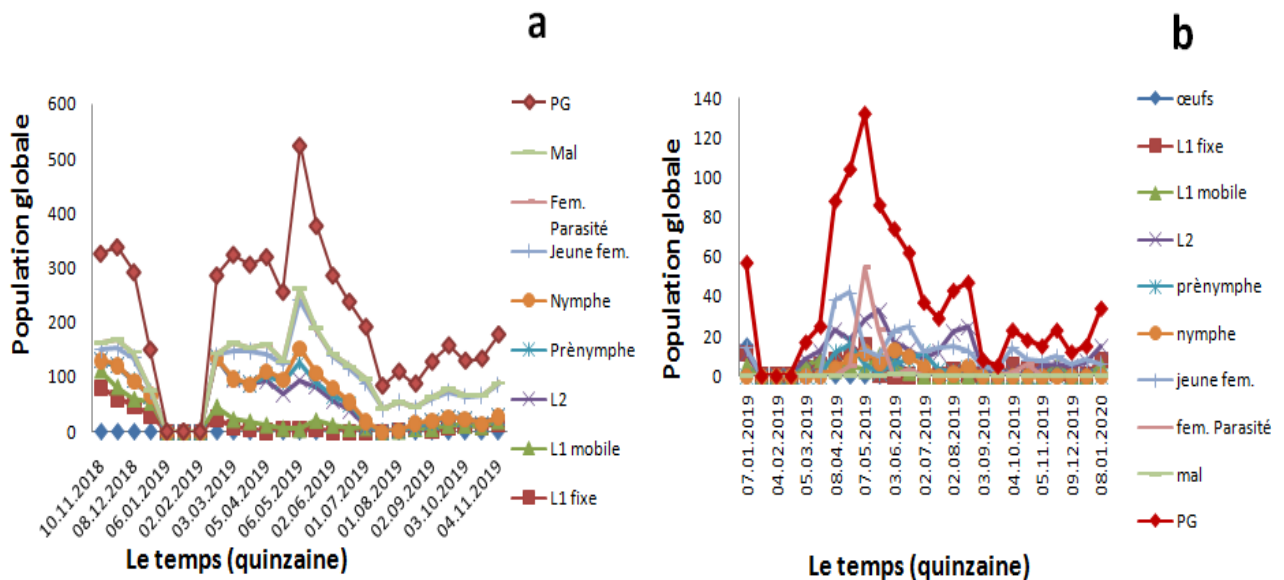 a
Population globale
600
500
400
300
200
100
0
10.11.2018
08.12.2018
06.01.2019
02.02.2019
03.03.2019
05.04.2019
06.05.2019
02.06.2019
01.07.2019
01.08.2019
02.09.2019
03.10.2019
04.11.2019
Le temps (quinzaine)
PG
Mal
Fem.
Parasité
Jeune fem.
Nymphe
Prènymphe
L2
L1 mobile
L1 fixe
b
Population globale
140
120
100
80
60
40
20
0
07.01.2019
04.02.2019
05.03.2019
08.04.2019
07.05.2019
03.06.2019
02.07.2019
02.08.2019
03.09.2019
04.10.2019
05.11.2019
09.12.2019
08.01.2020
Le temps (quinzaine)
œufs
L1 fixe
L1 mobile
L2
prènymphe
nymphe
jeune fem.
fem. Parasité
mal
PG